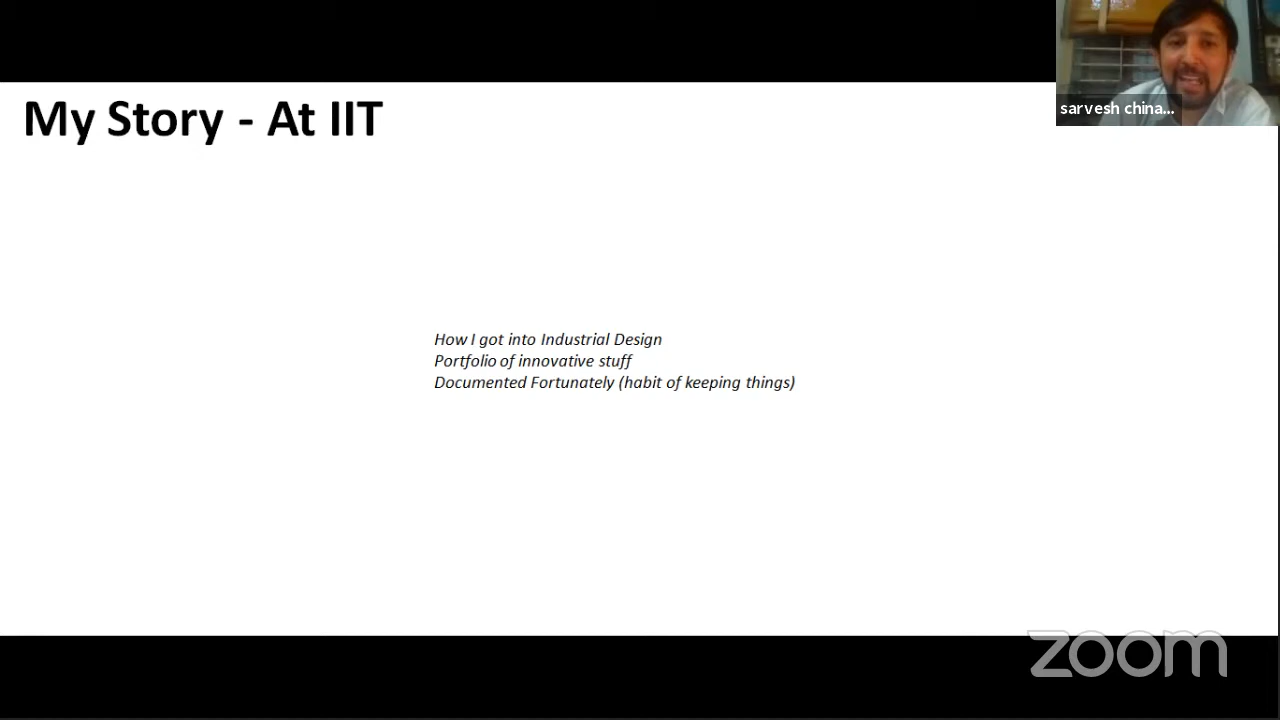 My Story - At IIT
sarvesh china...
How I got into Industrial Design
Portfolio of innovative stuff
Documented Fortunately (habit of keeping things)
zoom